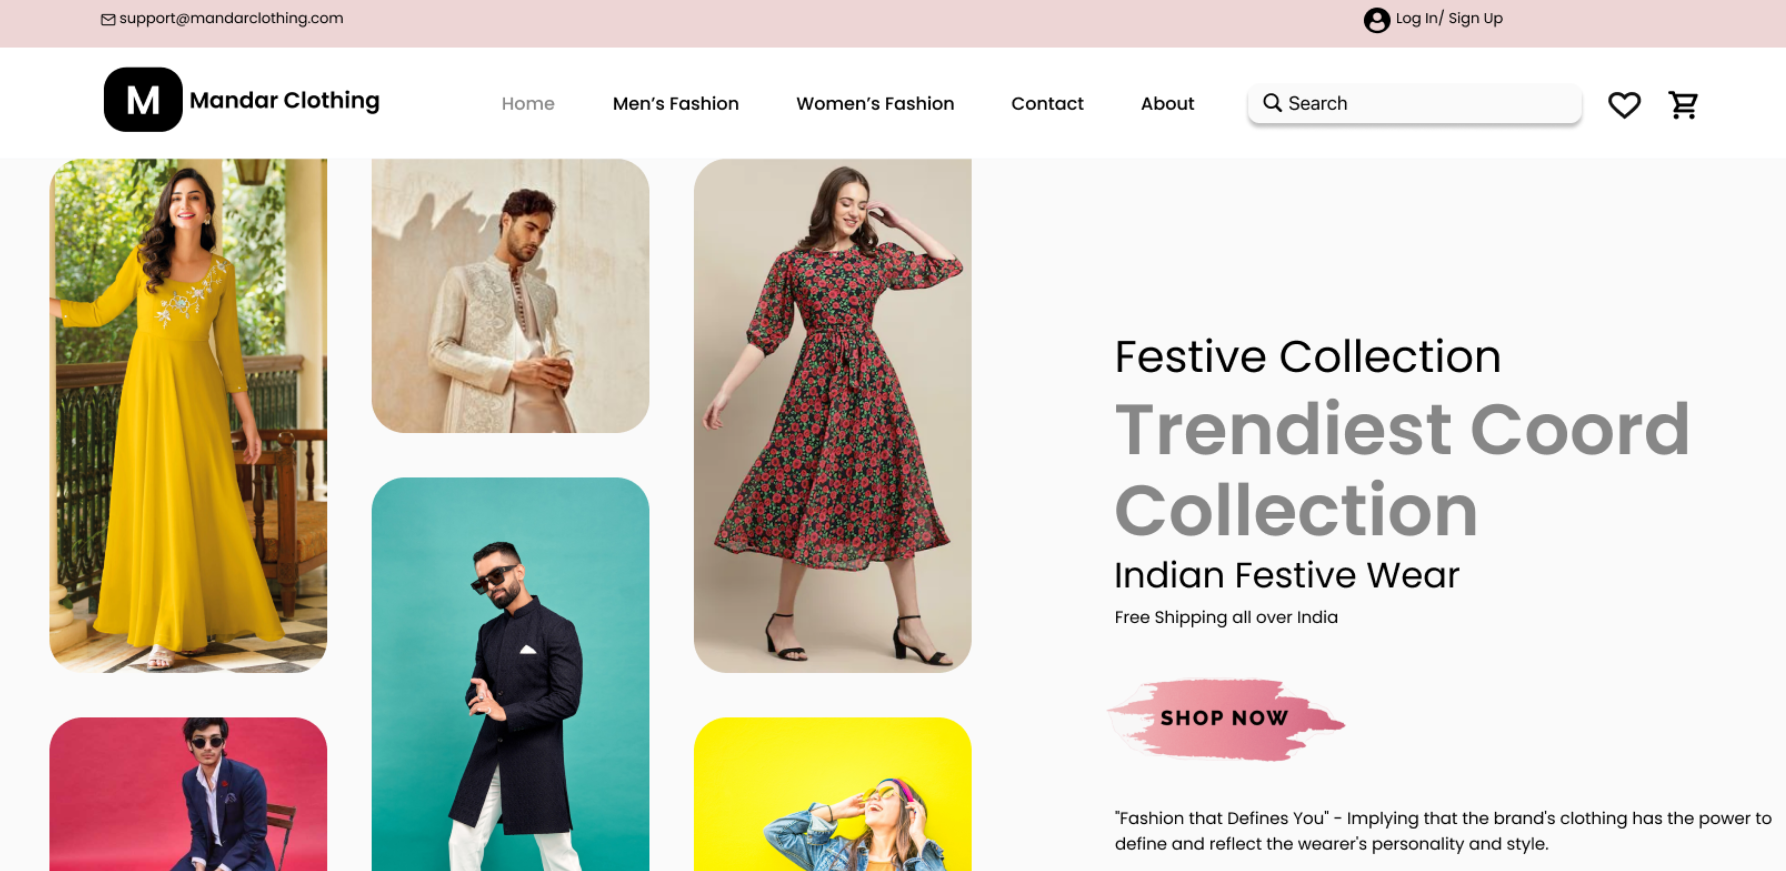 support@mandarclothing.com
Log In/ Sign Up
M
Mandar Clothing
Home
Men’s Fashion
Women’s Fashion
Contact
About
Search
Festive Collection
Trendiest Coord
Collection
Indian Festive Wear
Free Shipping all over India
SHOP NOW
"Fashion that Defines You" - Implying that the brand's clothing has the power to
define and reflect the wearer's personality and style.